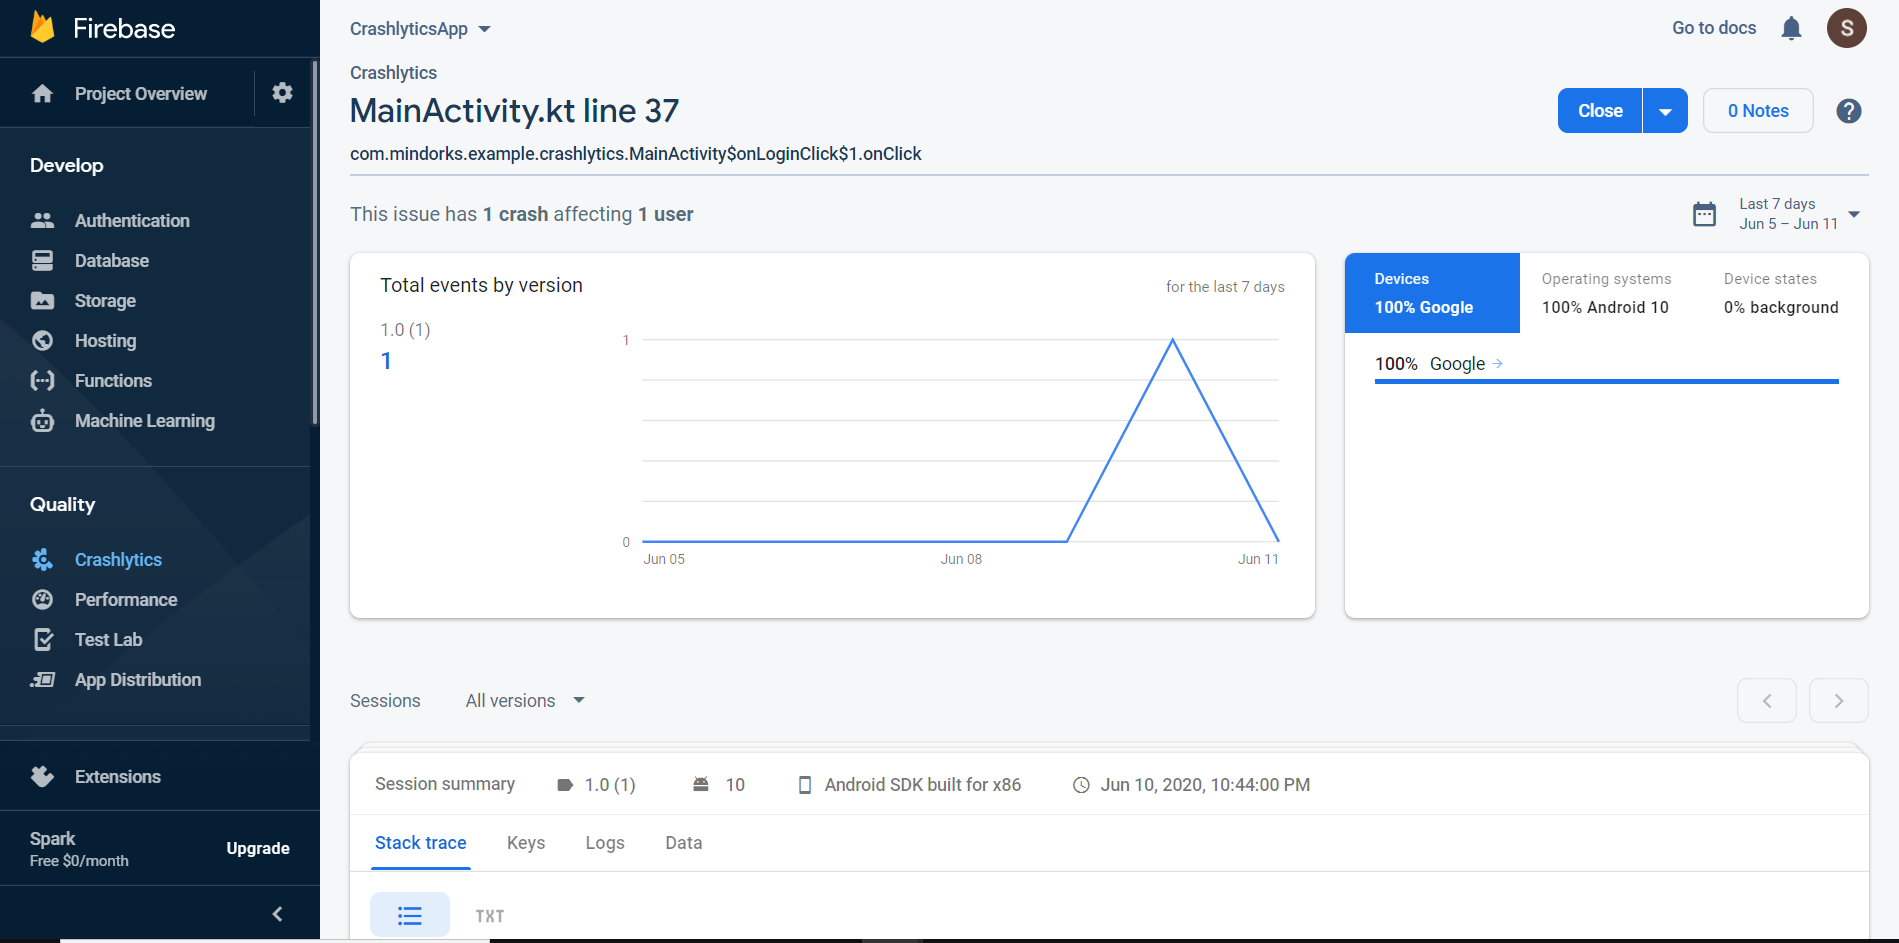 Firebase
Project Overview
Develop
Authentication
Database
Storage
Hosting
Functions
Machine Learning
Quality
Crashlytics
Performance
Test Lab
App Distribution
Extensions
Spark
Free $0/month
Upgrade
CrashlyticsApp
Go to docs
S
Crashlytics
MainActivity.kt line 37
Close
0 Notes
?
com.mindorks.example.crashlytics.MainActivity$onLoginClick$1.onClick
This issue has 1 crash affecting 1 user
Last 7 days
Jun 5 – Jun 11
Total events by version
for the last 7 days
1.0 (1)
1
1
0
Jun 05
Jun 08
Jun 11
Devices
100% Google
Operating systems
100% Android 10
Device states
0% background
100% Google
Sessions
All versions
Session summary
1.0 (1)
10
Android SDK built for x86
Jun 10, 2020, 10:44:00 PM
Stack trace
Keys
Logs
Data
TXT